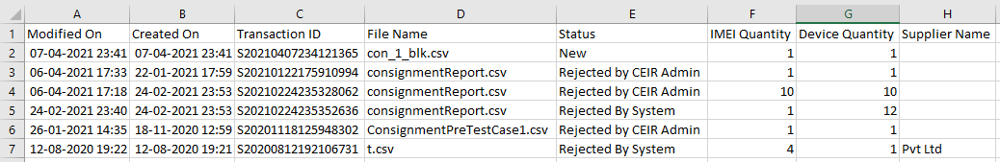 A B C D E F G H
1 Modified On Created On Transaction ID File Name Status IMEI Quantity Device Quantity Supplier Name
2 07-04-2021 23:41 07-04-2021 23:41 S20210407234121365 con_1_blk.csv New 1 1
3 06-04-2021 17:33 22-01-2021 17:59 S20210122175910994 consignmentReport.csv Rejected by CEIR Admin 1 1
4 06-04-2021 17:18 24-02-2021 23:53 S20210224235328062 consignmentReport.csv Rejected by CEIR Admin 10 10
5 24-02-2021 23:40 24-02-2021 23:53 S20210224235352636 consignmentReport.csv Rejected By System 1 12
6 26-01-2021 14:35 18-11-2020 12:59 S20201118125948302 ConsignmentPreTestCase1.csv Rejected by CEIR Admin 1 1
7 12-08-2020 19:22 12-08-2020 19:21 S20200812192106731 t.csv Rejected By System 4 1 Pvt Ltd